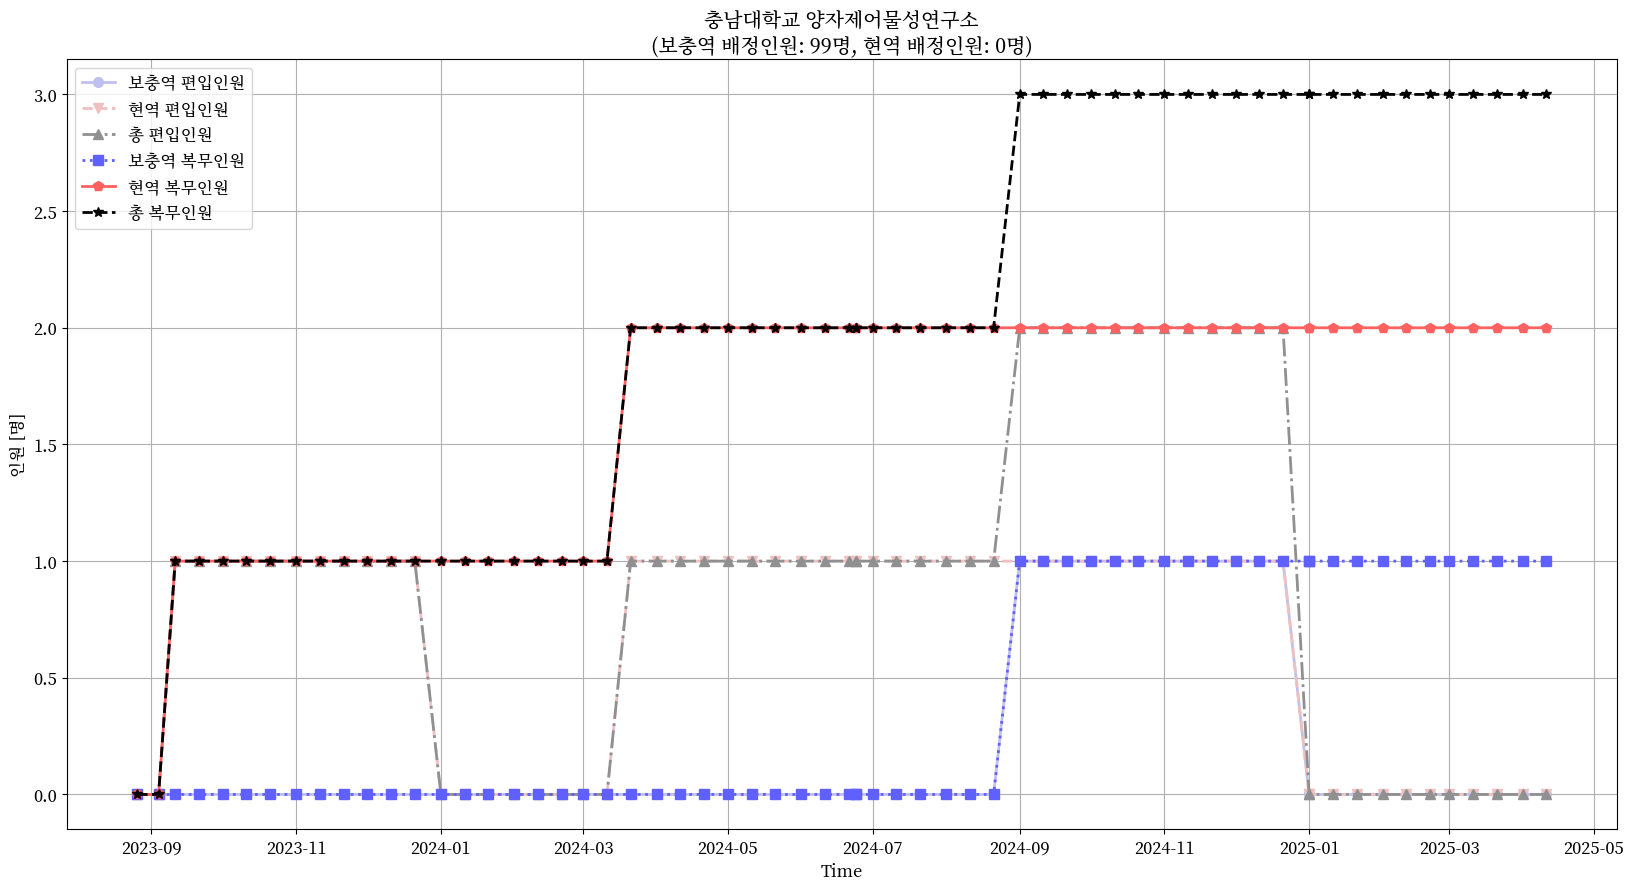 충남대학교 양자제어물성연구소
(보충역 배정인원: 99명, 현역 배정인원: 0명)
보충역 편입인원
현역 편입인원
총 편입인원
보충역 복무인원
현역 복무인원
총 복무인원
3.0
2.5
2.0
1.5
1.0
0.5
0.0
인원 [명]
2023-09
2023-11
2024-01
2024-03
2024-05
2024-07
2024-09
2024-11
2025-01
2025-03
2025-05
Time